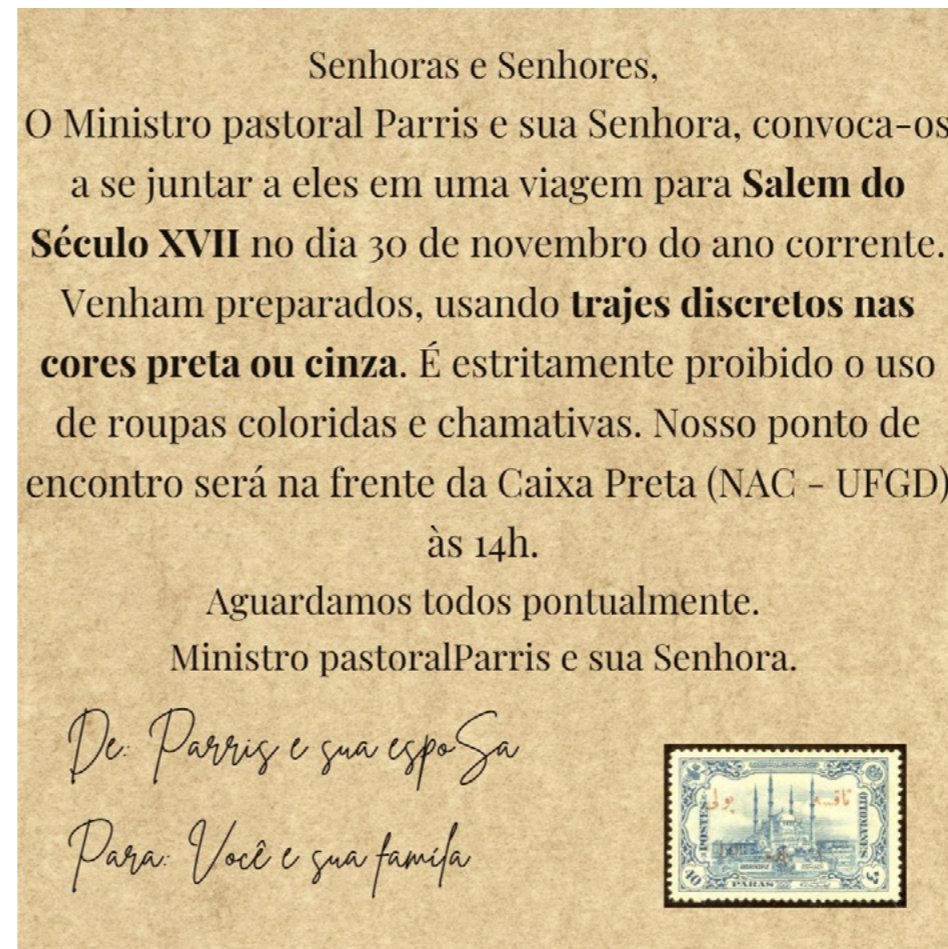 Senhoras e Senhores,
O Ministro pastoral Parris e sua Senhora, convoca-os
a se juntar a eles em uma viagem para Salem do
Século XVII no dia 30 de novembro do ano corrente.
Venham preparados, usando trajes discretos nas
cores preta ou cinza. É estritamente proibido o uso
de roupas coloridas e chamativas. Nosso ponto de
encontro será na frente da Caixa Preta (NAC - UFGD)
às 14h.
Aguardamos todos pontualmente.
Ministro pastoralParris e sua Senhora.
De: Parris e sua espoSa
Para: Você e sua famíla
POSTES
OTTOMANES
40
PARAS